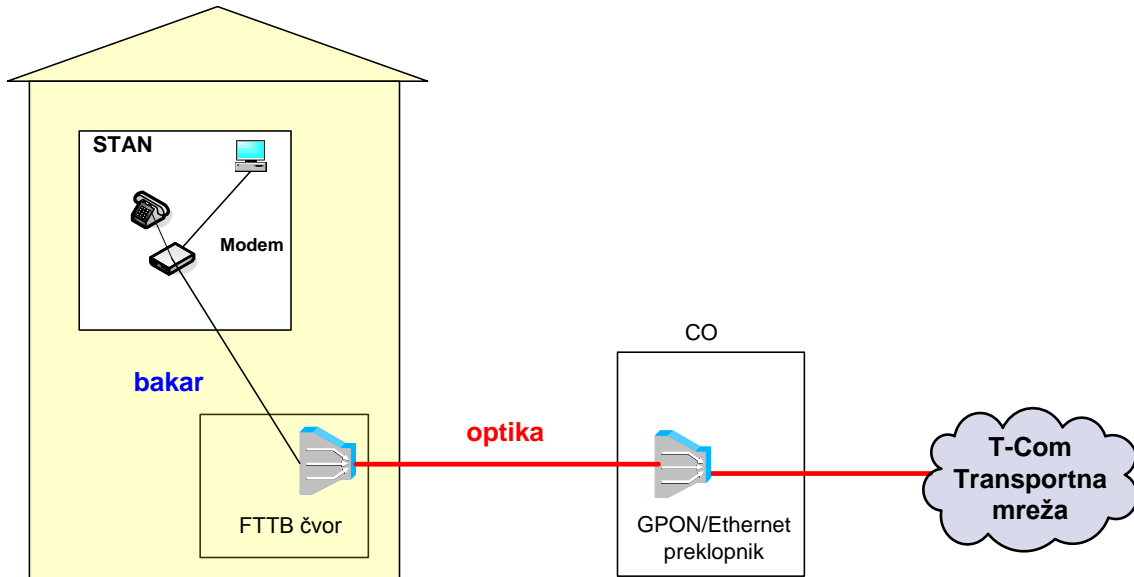 STAN
Modem
bakar
FTTB čvor
optika
CO
GPON/Ethernet
preklopnik
T-Com
Transportna
mreža